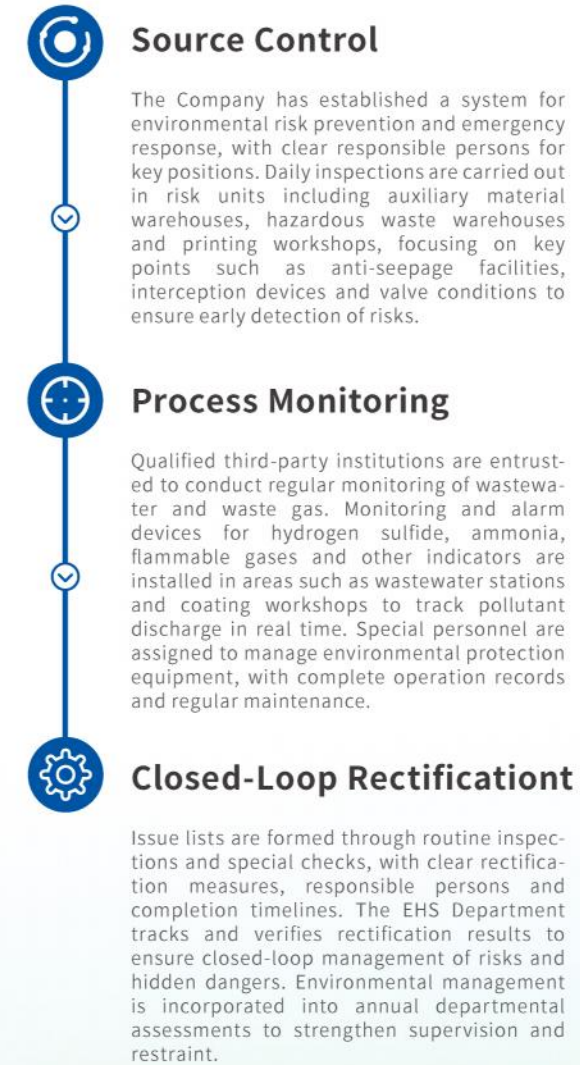 Source Control
The Company has established a system for
environmental risk prevention and emergency
response, with clear responsible persons for
key positions. Daily inspections are carried out
in risk units including auxiliary material
warehouses, hazardous waste warehouses
and printing workshops, focusing on key
points such as anti-seepage facilities,
interception devices and valve conditions to
ensure early detection of risks.
Process Monitoring
Qualified third-party institutions are entrust-
ed to conduct regular monitoring of wastewa-
ter and waste gas. Monitoring and alarm
devices for hydrogen sulfide, ammonia,
flammable gases and other indicators are
installed in areas such as wastewater stations
and coating workshops to track pollutant
discharge in real time. Special personnel are
assigned to manage environmental protection
equipment, with complete operation records
and regular maintenance.
Closed-Loop Rectificationt
Issue lists are formed through routine inspec-
tions and special checks, with clear rectifica-
tion measures, responsible persons and
completion timelines. The EHS Department
tracks and verifies rectification results to
ensure closed-loop management of risks and
hidden dangers. Environmental management
is incorporated into annual departmental
assessments to strengthen supervision and
restraint.